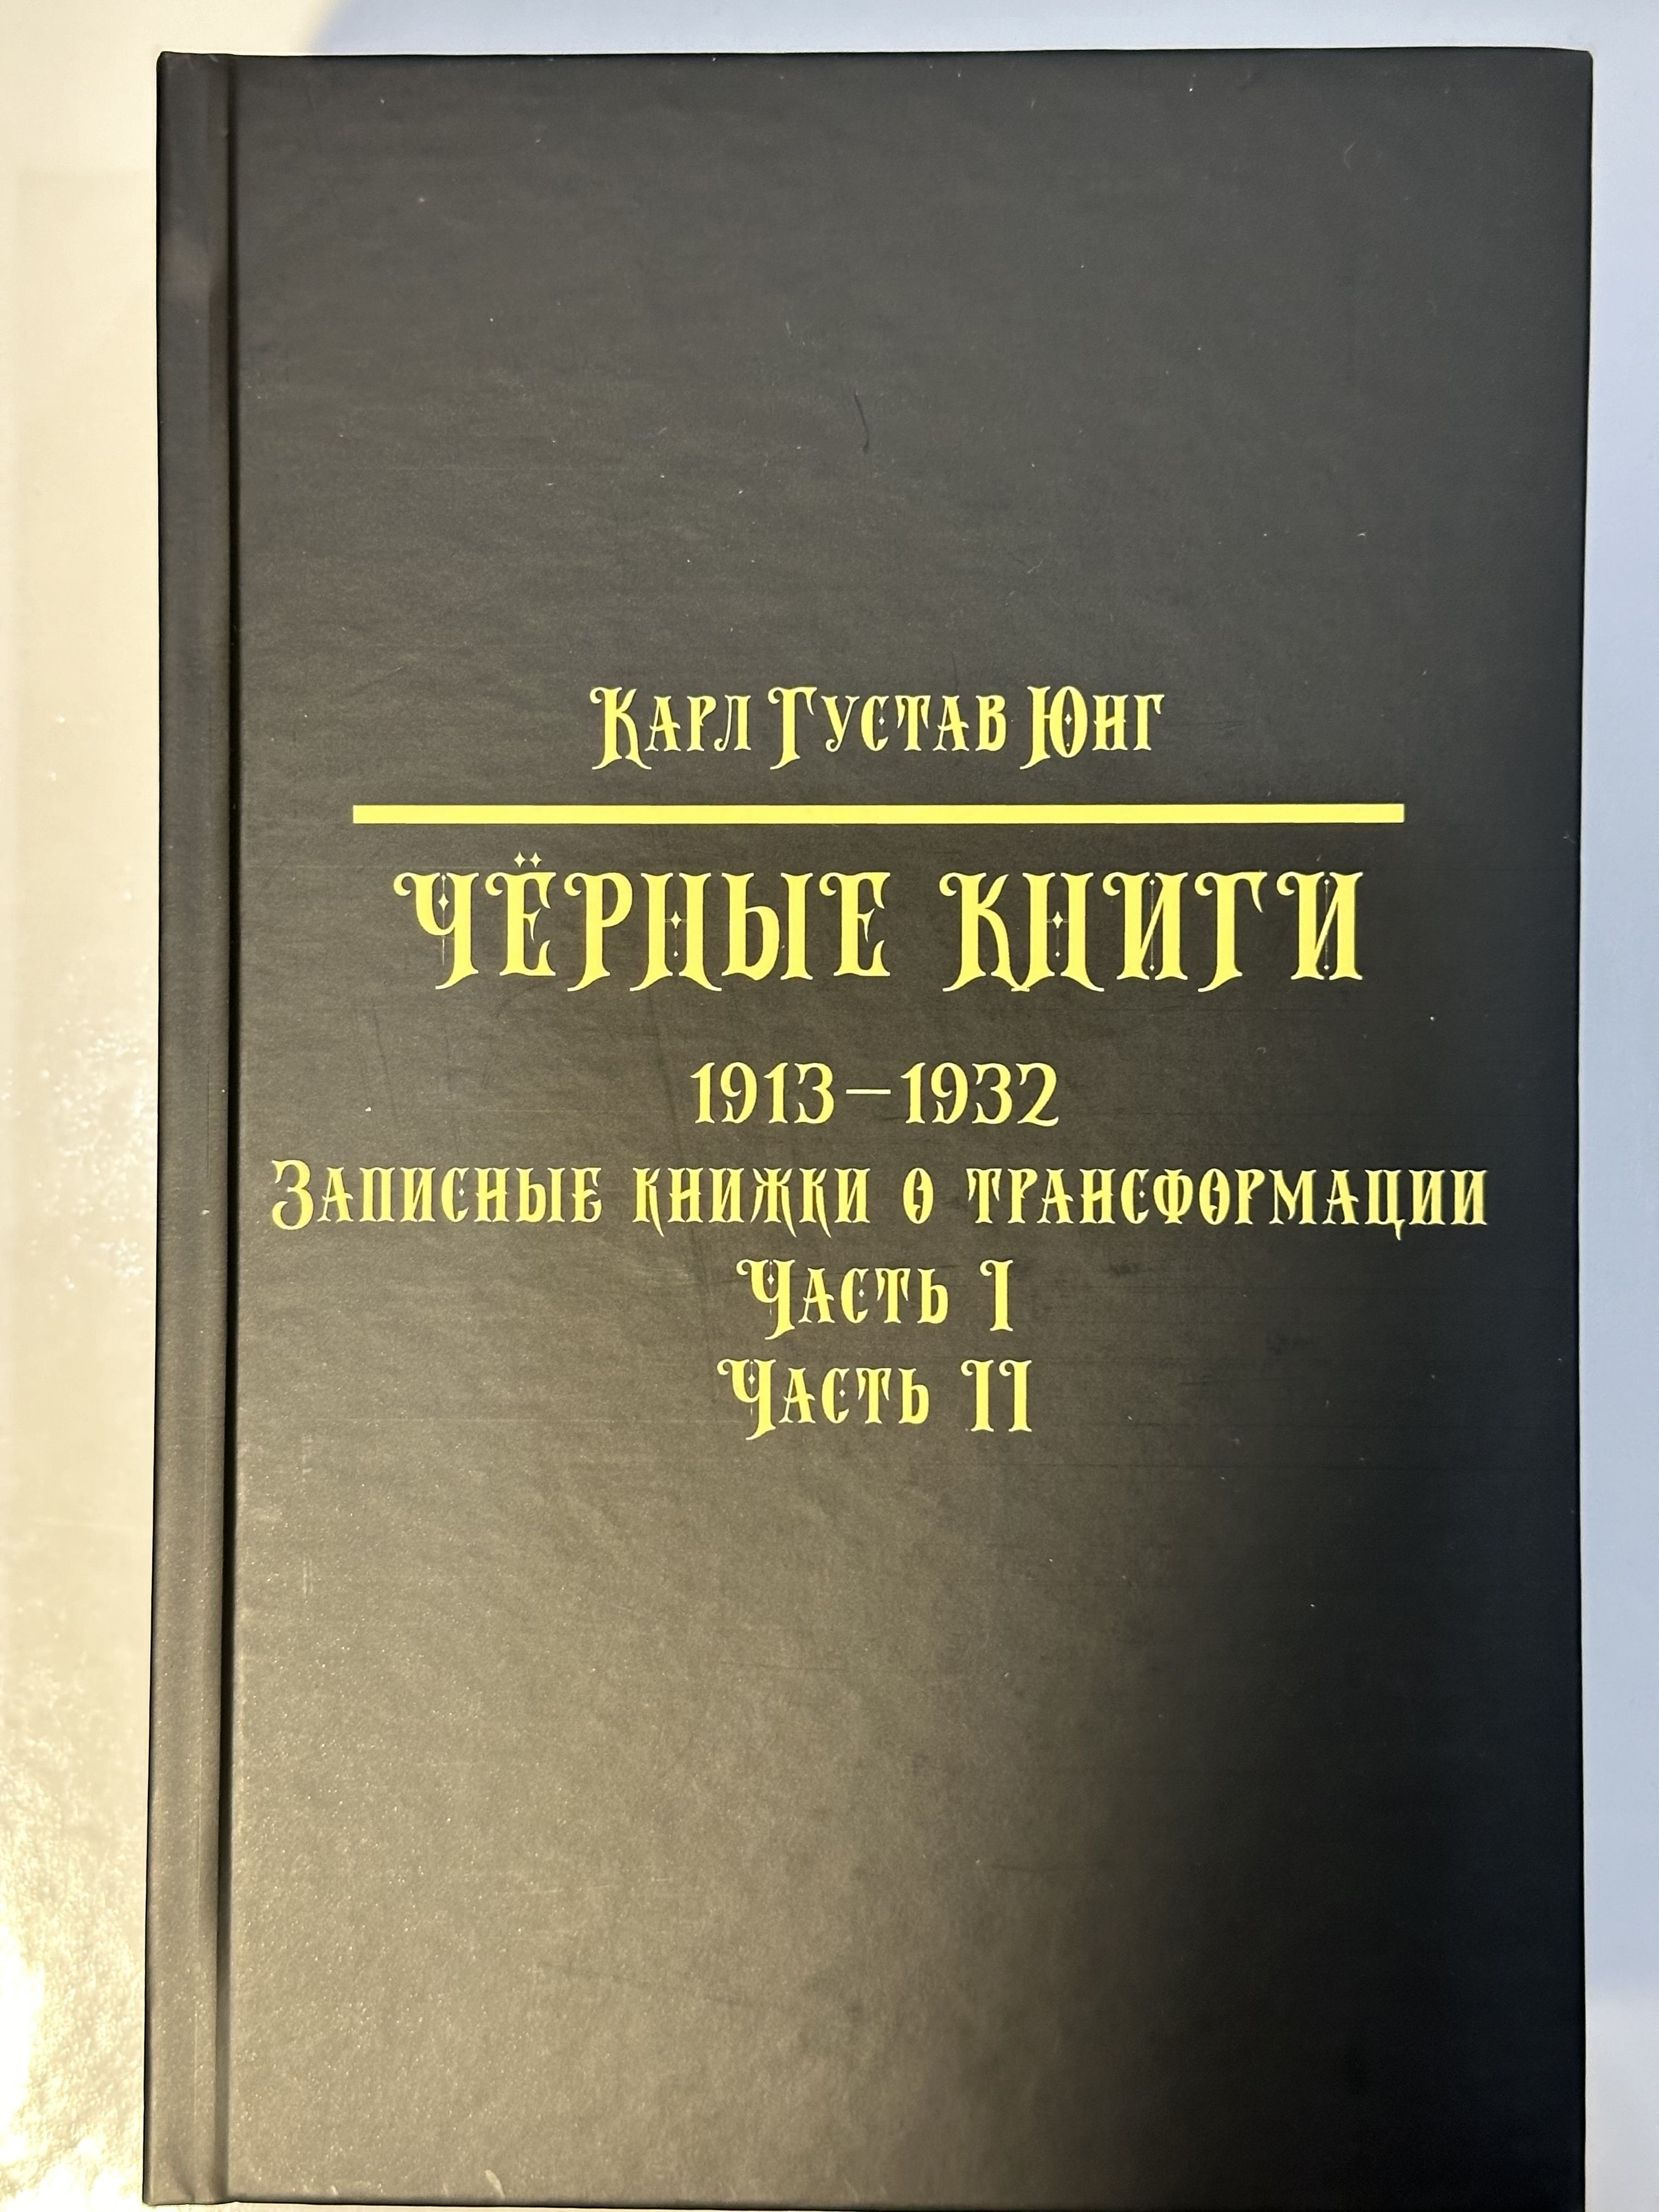 Карл Густав Юнг
ЧЁРНЫЕ КНИГИ
1913–1932
Записные книжки о трансформации
Часть I
Часть II